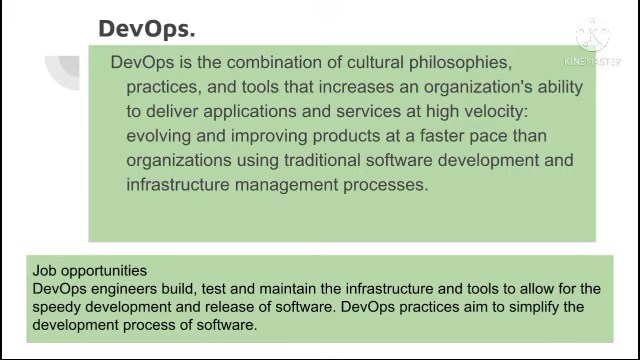 DevOps.
DevOps is the combination of cultural philosophies,
practices, and tools that increases an organization's ability
to deliver applications and services at high velocity:
evolving and improving products at a faster pace than
organizations using traditional software development and
infrastructure management processes.
KINEMASTER
Job opportunities
DevOps engineers build, test and maintain the infrastructure and tools to allow for the
speedy development and release of software. DevOps practices aim to simplify the
development process of software.